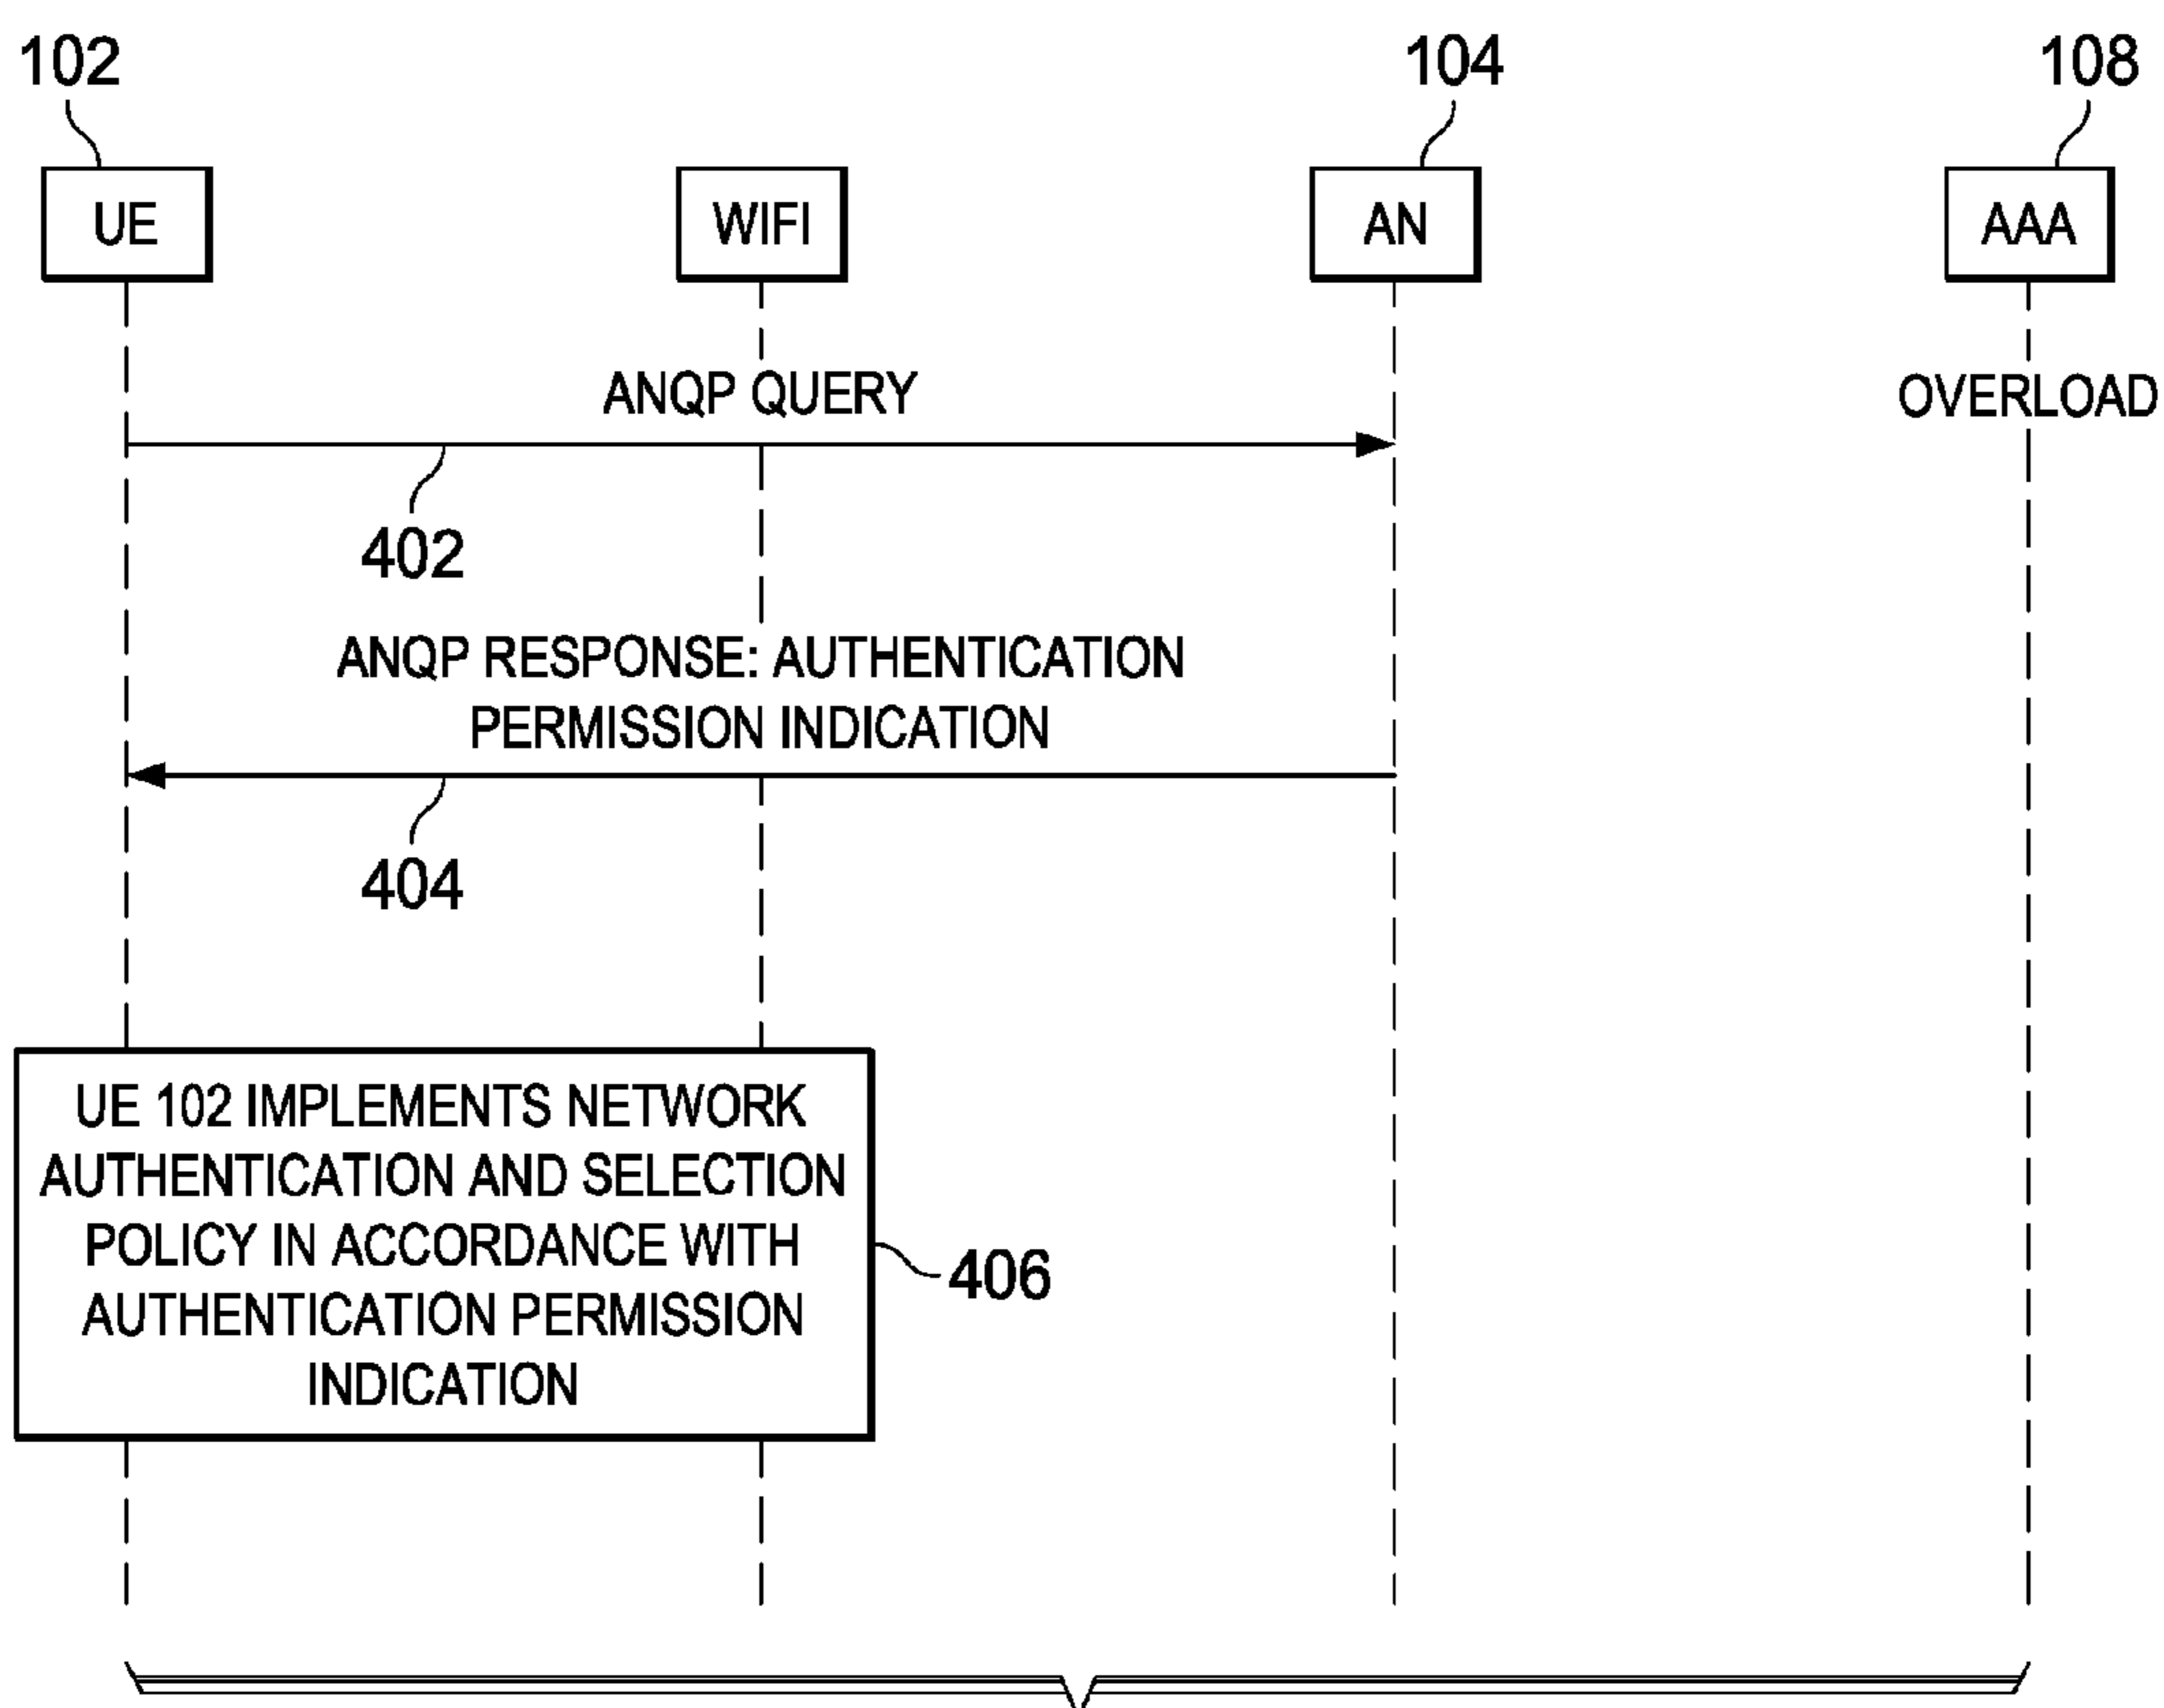 102
104
108
UE
WIFI
AN
AAA
ANQP QUERY
OVERLOAD
402
ANQP RESPONSE: AUTHENTICATION
PERMISSION INDICATION
404
UE 102 IMPLEMENTS NETWORK
AUTHENTICATION AND SELECTION
POLICY IN ACCORDANCE WITH
AUTHENTICATION PERMISSION
INDICATION
406